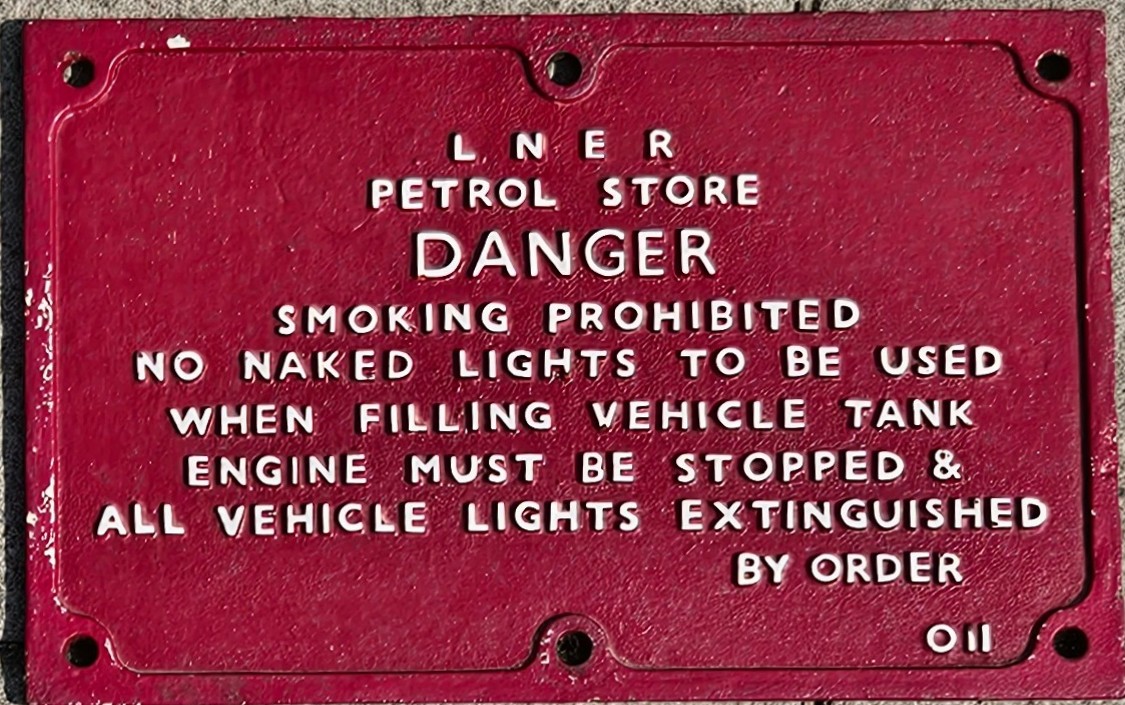 L N E R
PETROL STORE
DANGER
SMOKING PROHIBITED
NO NAKED LIGHTS TO BE USED
WHEN FILLING VEHICLE TANK
ENGINE MUST BE STOPPED &
ALL VEHICLE LIGHTS EXTINGUISHED
BY ORDER
O11